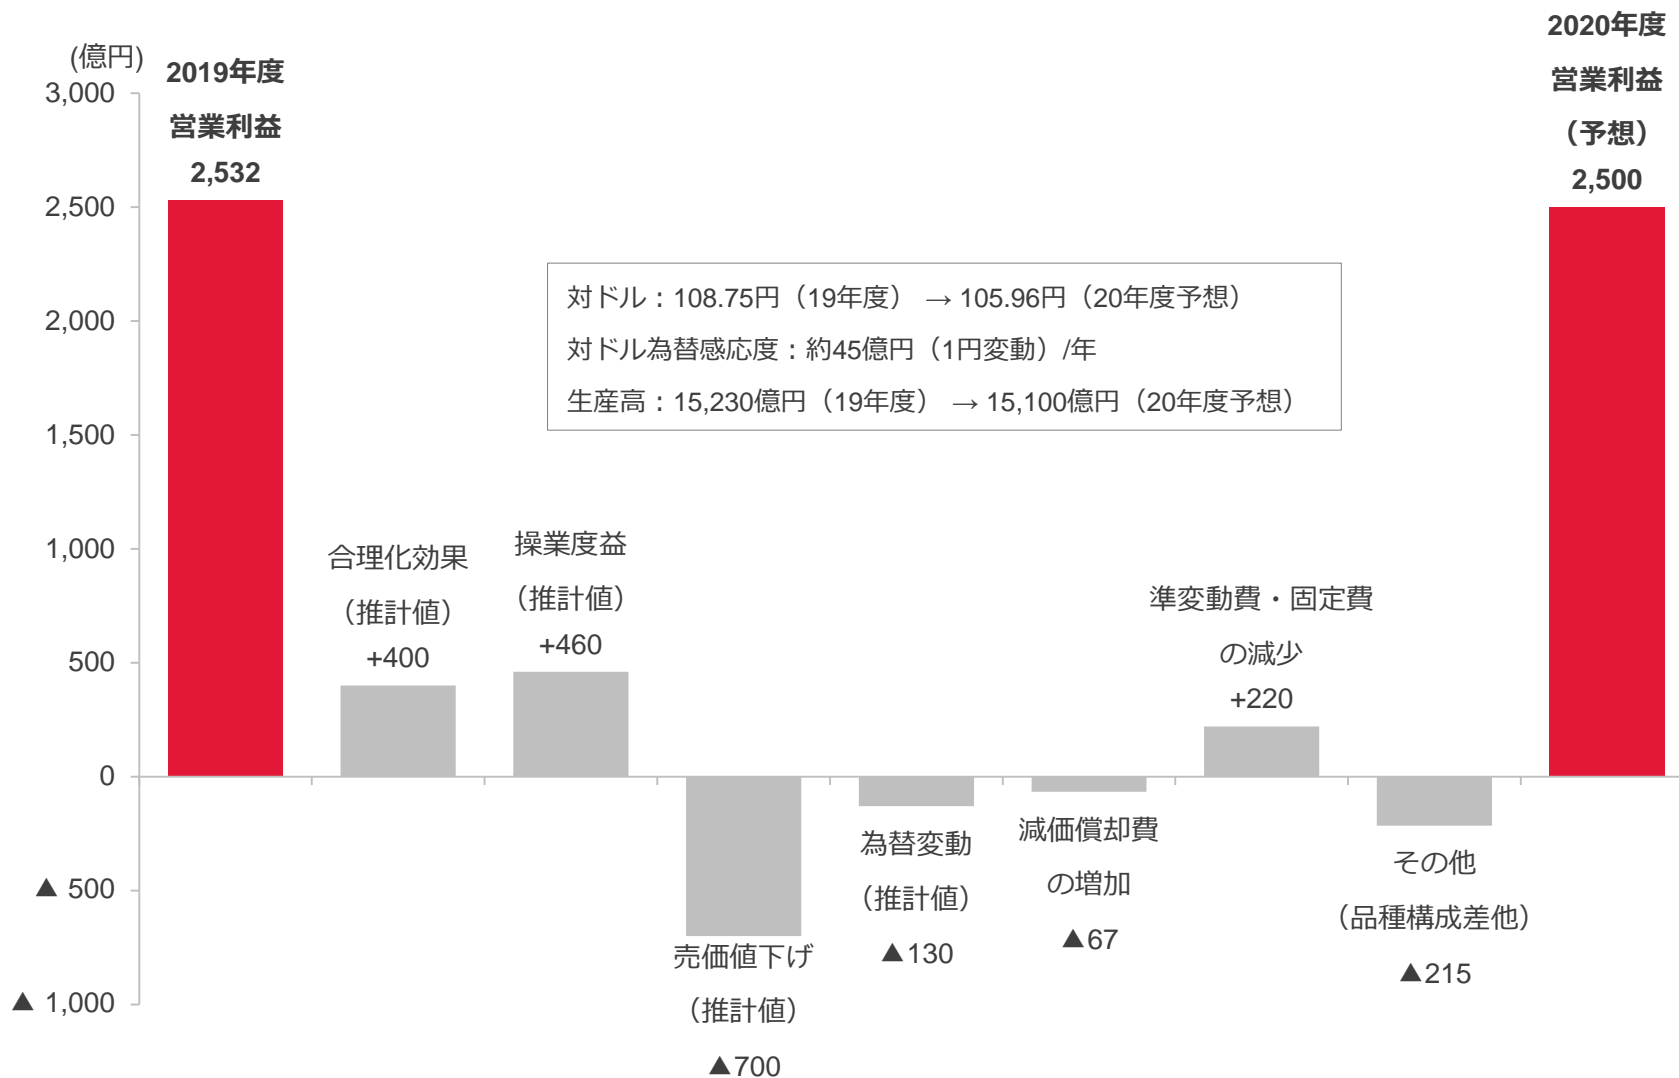 (億円)
3,000
2,500
2,000
1,500
1,000
500
0
▲ 500
▲ 1,000
2019年度
営業利益
2,532
合理化効果
（推計値）
+400
操業度益
（推計値）
+460
売価値下げ
（推計値）
▲700
為替変動
（推計値）
▲130
減価償却費
の増加
▲67
準変動費・固定費
の減少
+220
その他
（品種構成差他）
▲215
2020年度
営業利益
（予想）
2,500
対ドル：108.75円（19年度） → 105.96円（20年度予想）
対ドル為替感応度：約45億円（1円変動）/年
生産高：15,230億円（19年度） → 15,100億円（20年度予想）